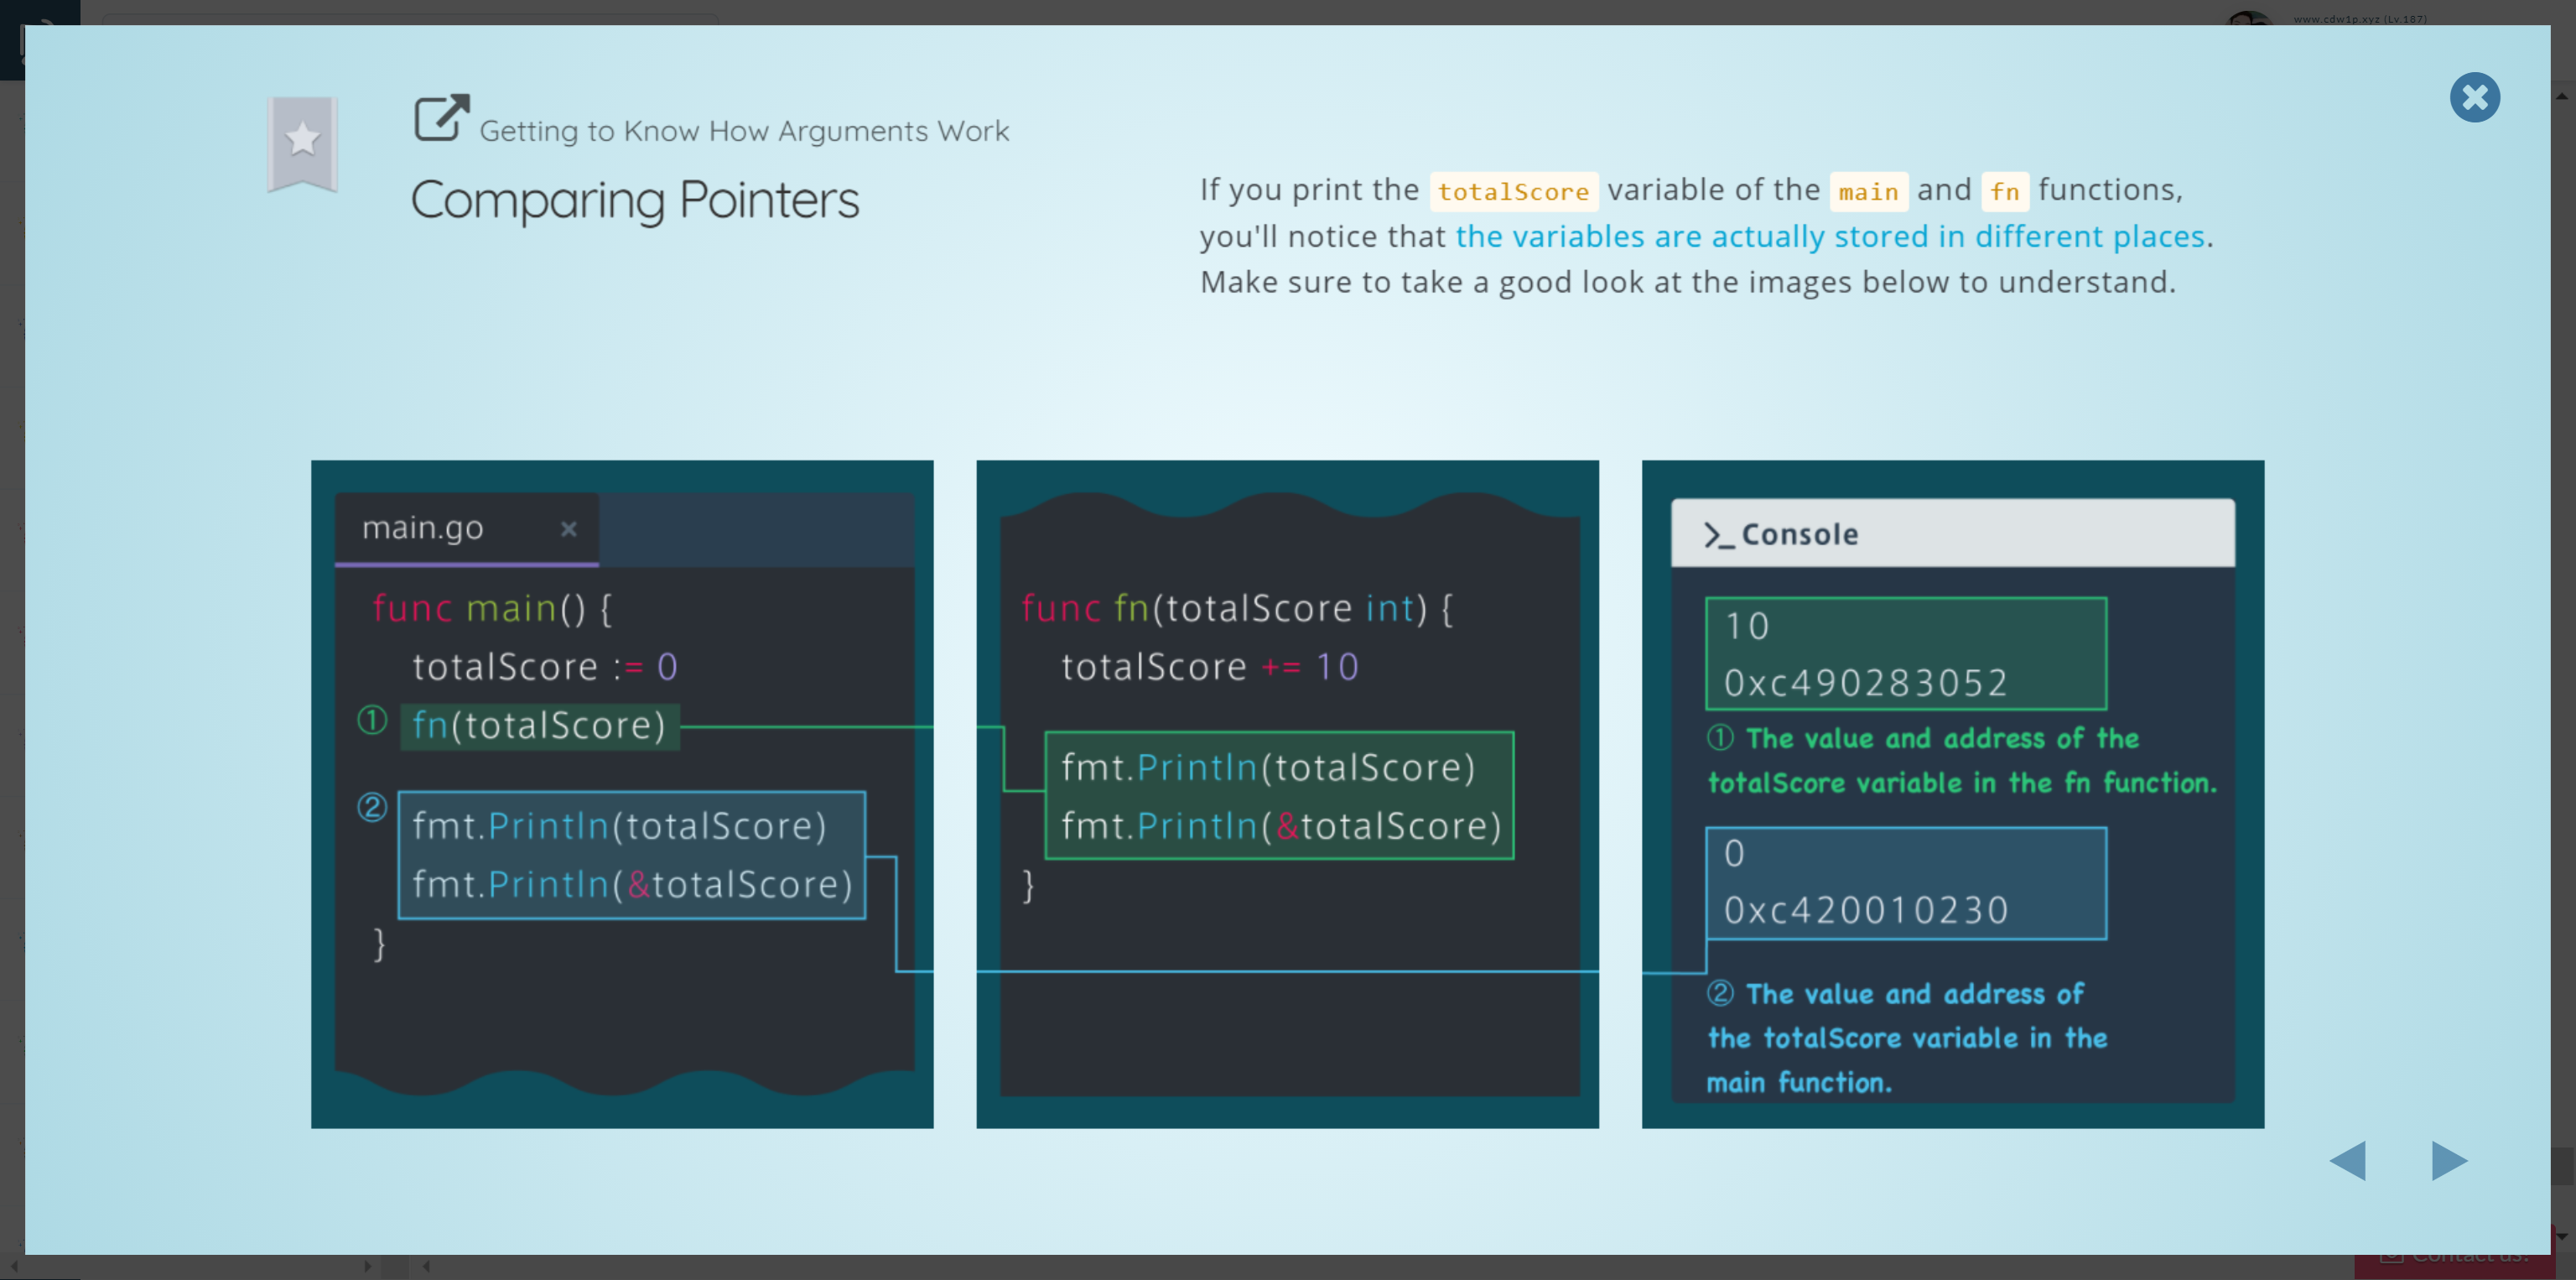 www.cdw1p.xyz (Lv.187)
Getting to Know How Arguments Work
Comparing Pointers
If you print the totalScore variable of the main and fn functions,
you'll notice that the variables are actually stored in different places.
Make sure to take a good look at the images below to understand.
main.go ×
func main() {
totalScore := 0
① fn(totalScore)
② fmt.Println(totalScore)
fmt.Println(&totalScore)
}
func fn(totalScore int) {
totalScore += 10
fmt.Println(totalScore)
fmt.Println(&totalScore)
}
>_ Console
10
0xc490283052
① The value and address of the
totalScore variable in the fn function.
0
0xc420010230
② The value and address of
the totalScore variable in the
main function.
Contact us!